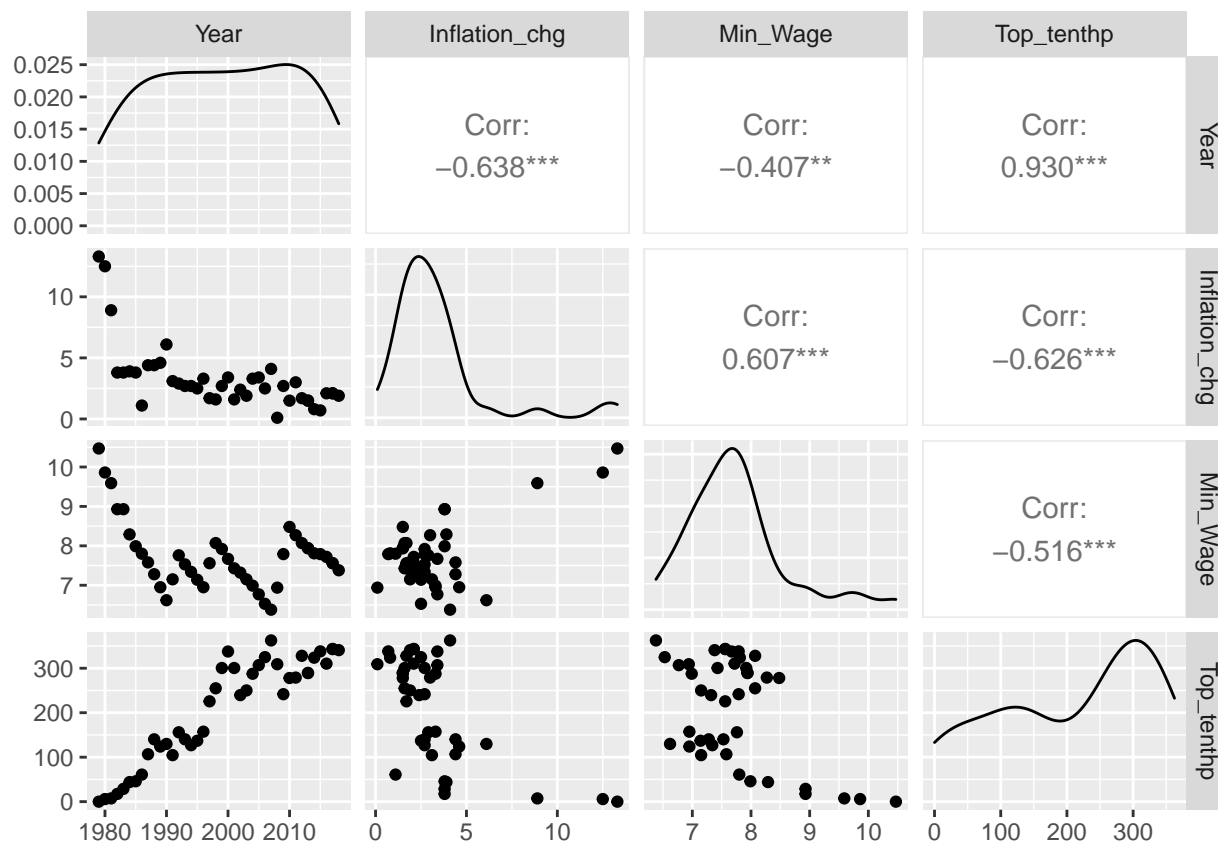 Year
Inflation_chg
Min_Wage
Top_tenthp
0.025
0.020
0.015
0.010
0.005
0.000
Corr:
−0.638***
Corr:
−0.407**
Corr:
0.930***
Year
10
5
0
Corr:
0.607***
Corr:
−0.626***
Inflation_chg
10
9
8
7
Corr:
−0.516***
Min_Wage
300
200
100
0
Top_tenthp
1980 1990 2000 2010
0 5 10
7 8 9 10
0 100 200 300